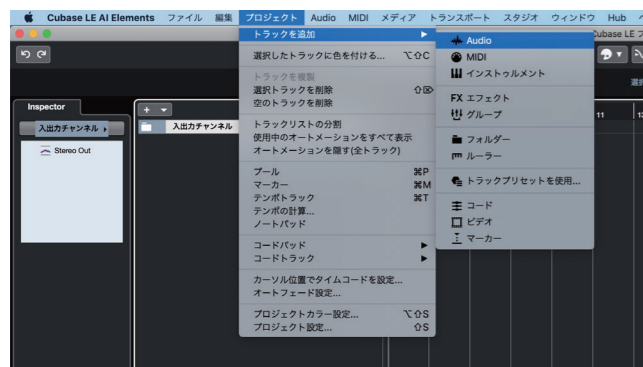 Cubase LE AI Elements ファイル 編集 プロジェクト Audio MIDI メディア トランスポート スタジオ ウィンドウ Hub
Cubase LE
トラックを追加
選択したトラックに色を付ける... ⌥⇧C
トラックを複製
選択トラックを削除 ⇧⌦
空のトラックを削除
トラックリストの分割
使用中のオートメーションをすべて表示
オートメーションを隠す(全トラック)
プール ⌘P
マーカー ⌘M
テンポトラック ⌘T
テンポの計算...
ノートパッド
コードパッド
コードトラック
カーソル位置でタイムコードを設定...
オートフェード設定...
プロジェクトカラー設定... ⌥⇧S
プロジェクト設定... ⇧S
Audio
MIDI
インストゥルメント
FX エフェクト
グループ
フォルダー
ルーラー
トラックプリセットを使用...
コード
ビデオ
マーカー
Inspector
入出力チャンネル
Stereo Out
入出力チャンネル
11